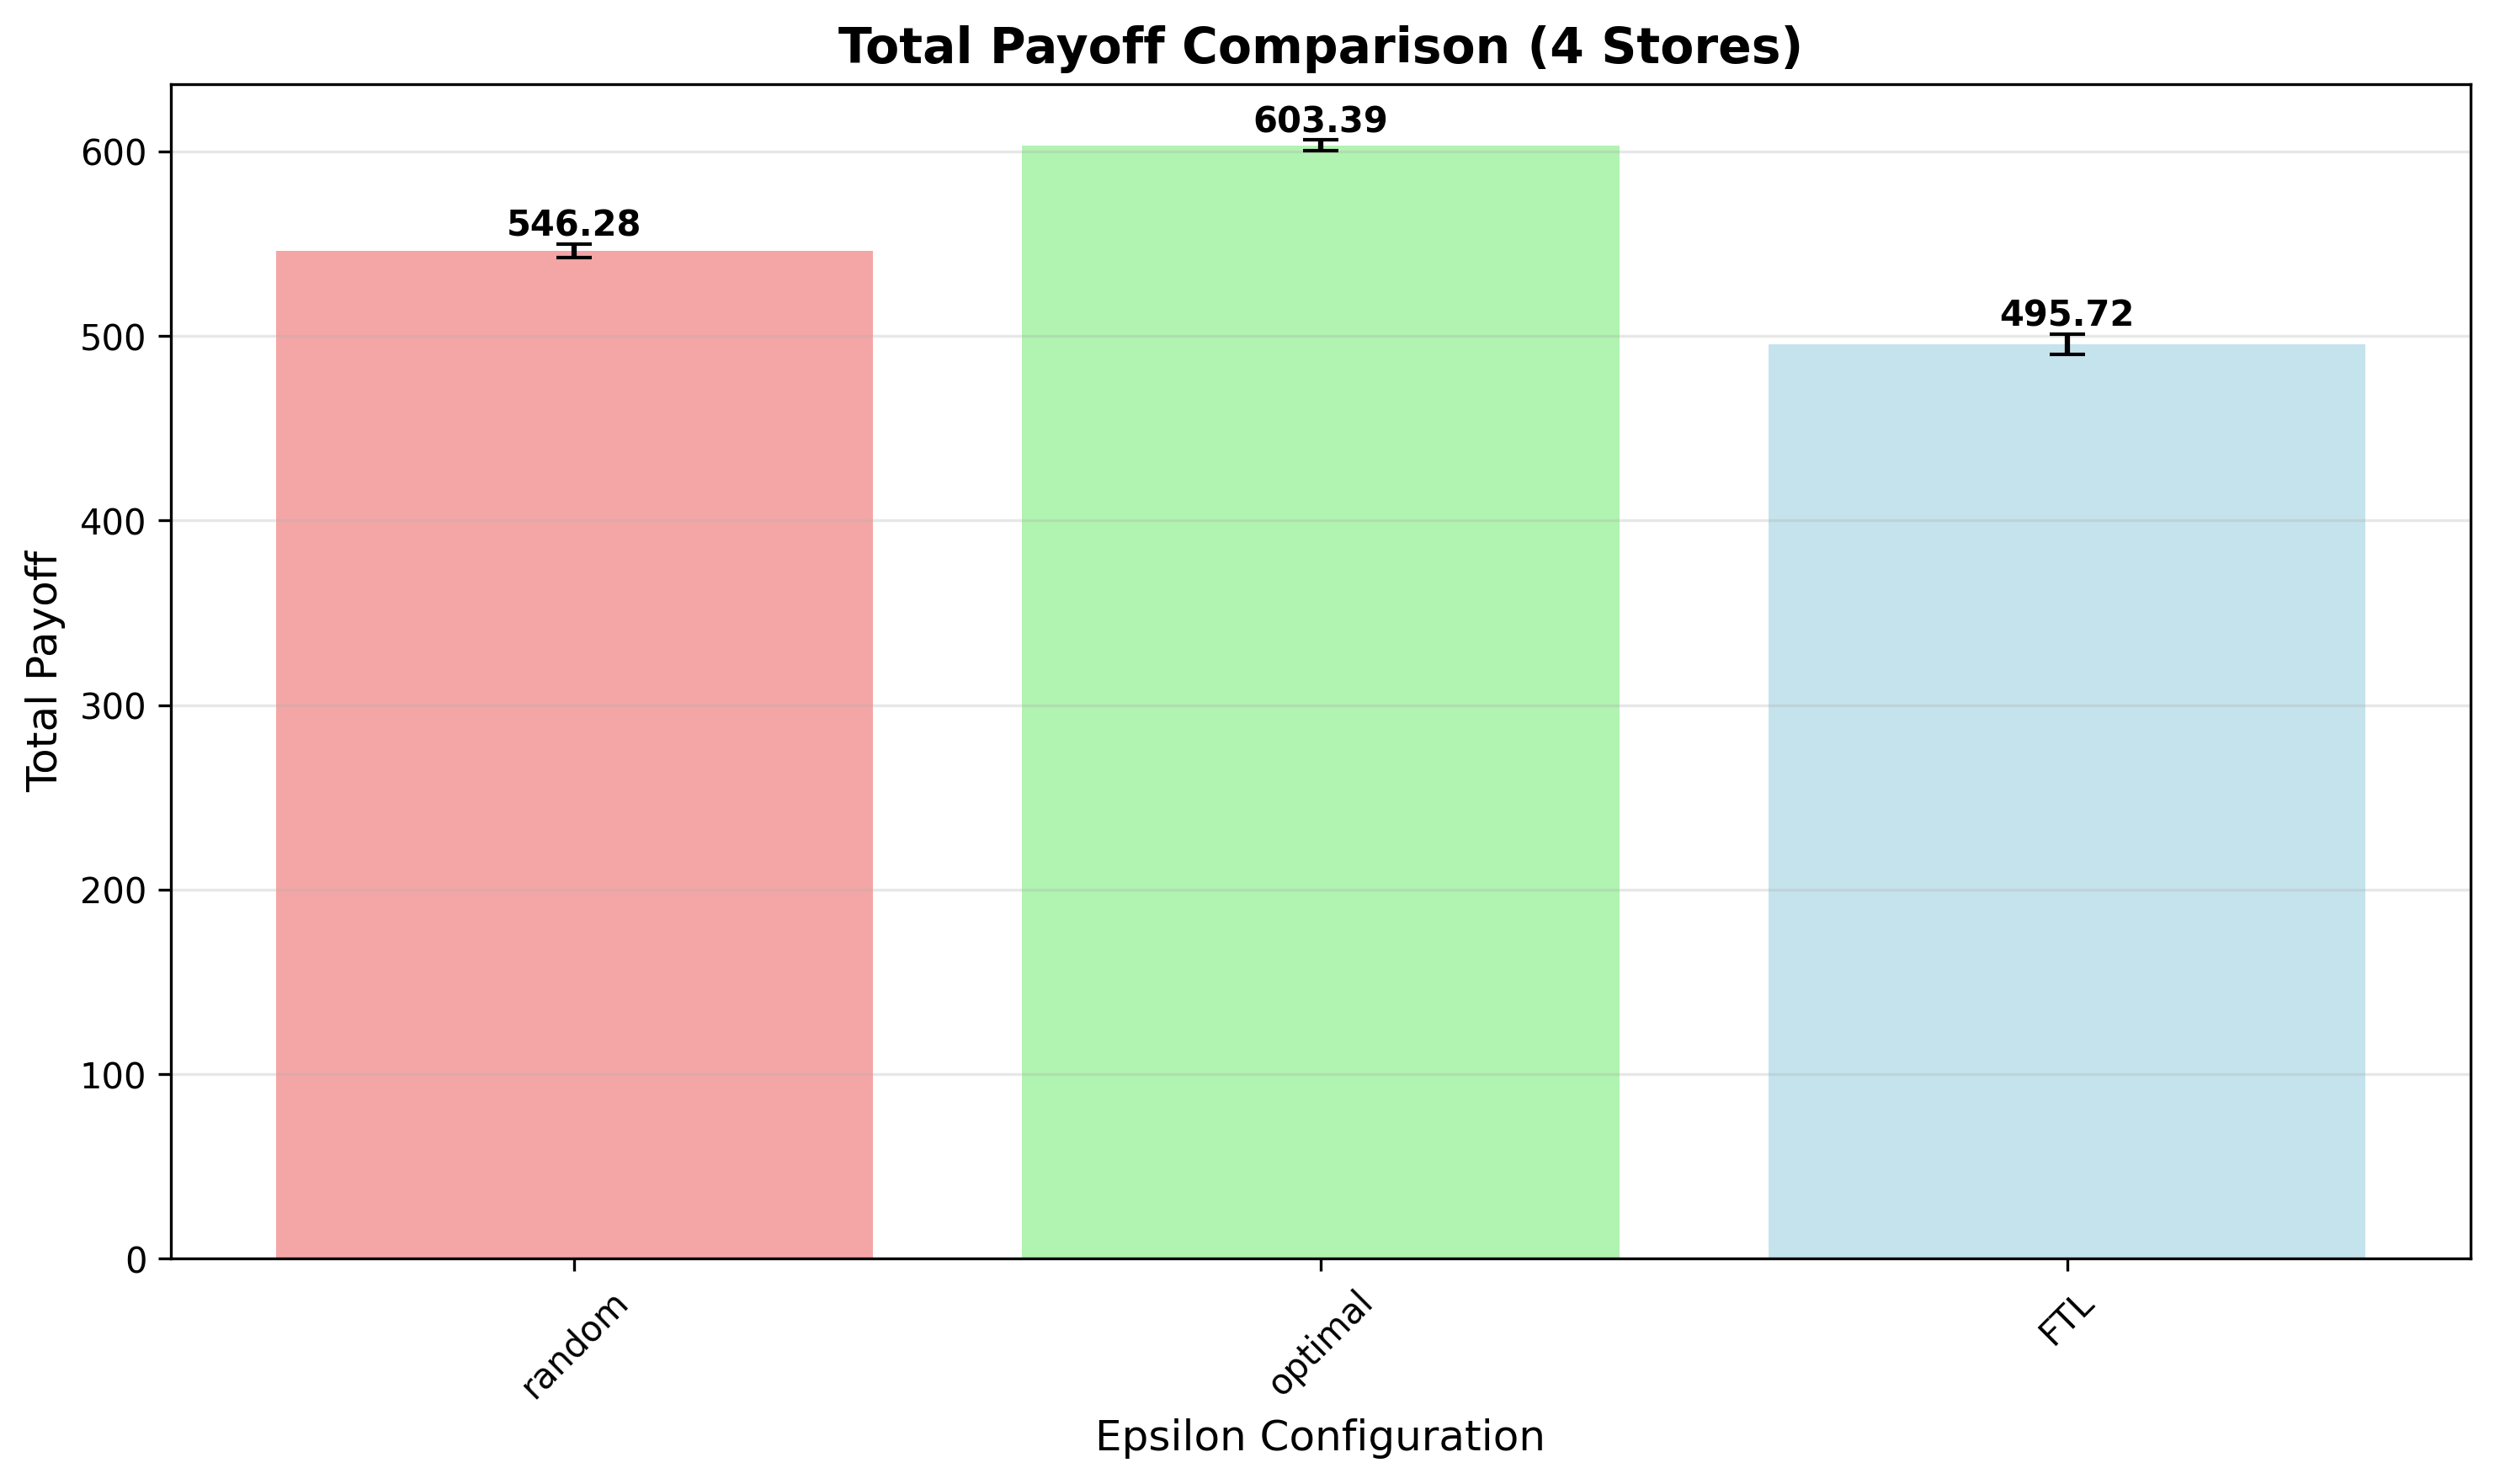 Total Payoff Comparison (4 Stores)
603.39
546.28
495.72
600
500
400
300
200
100
0
Total Payoff
random
optimal
FTL
Epsilon Configuration